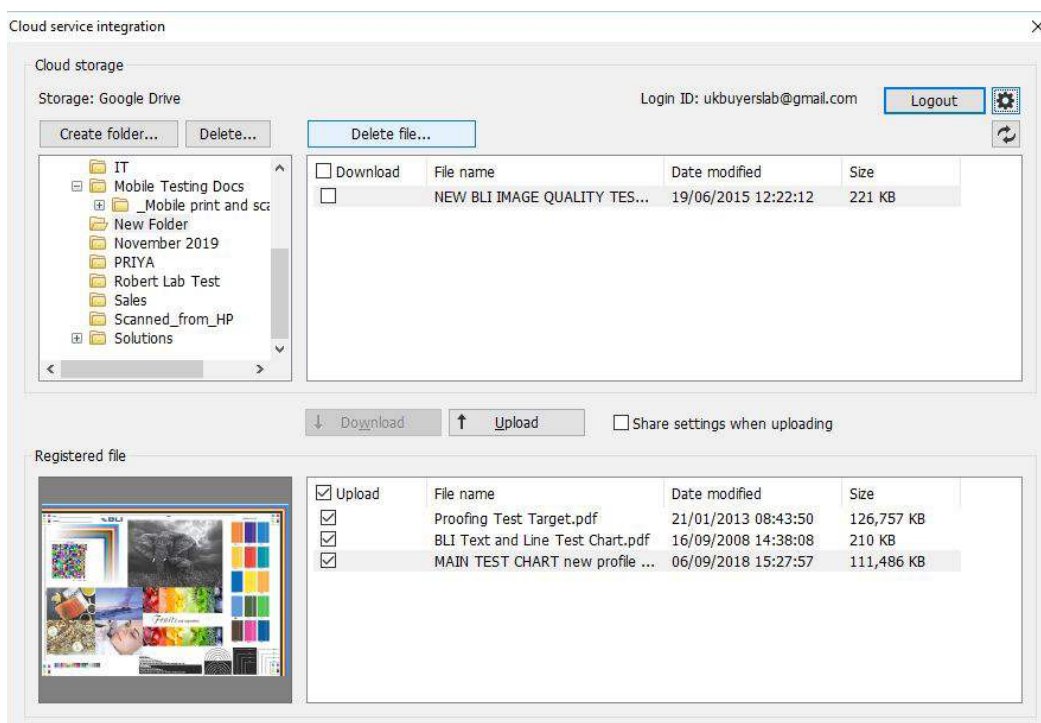 Cloud service integration
Cloud storage
Storage: Google Drive
Login ID: ukbuyerslab@gmail.com
Logout
Create folder...
Delete...
Delete file...
IT
Mobile Testing Docs
_Mobile print and sca
New Folder
November 2019
PRIYA
Robert Lab Test
Sales
Scanned_from_HP
Solutions
Download File name Date modified Size
NEW BLI IMAGE QUALITY TES... 19/06/2015 12:22:12 221 KB
Download
Upload
Share settings when uploading
Registered file
BLI
Fruits
Upload File name Date modified Size
Proofing Test Target.pdf 21/01/2013 08:43:50 126,757 KB
BLI Text and Line Test Chart.pdf 16/09/2008 14:38:08 210 KB
MAIN TEST CHART new profile ... 06/09/2018 15:27:57 111,486 KB